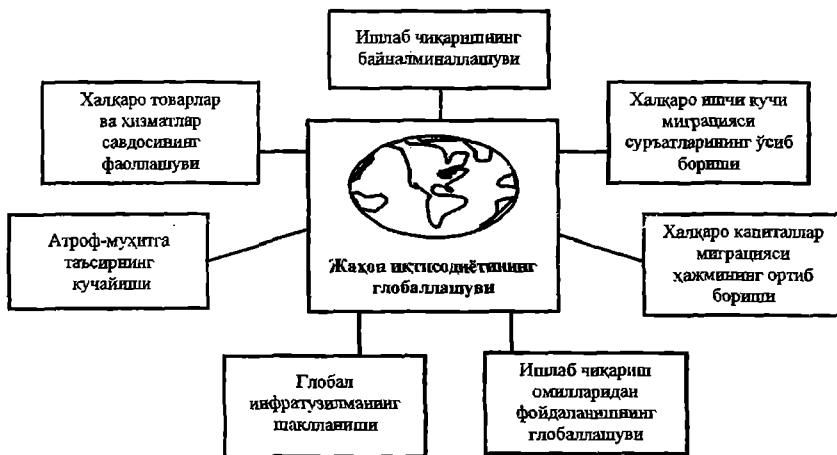 Ишлаб чиқаришнинг
байналминаллашуви
Халқаро товарлар
ва хизматлар
савдосининг
фаоллашуви
Халқаро ишчи кучи
миграцияси
суръатларининг ўсиб
бориши
Атроф-муҳитга
таъсирнинг
кучайиши
Жаҳон иқтисодиётининг
глобаллашуви
Халқаро капиталлар
миграцияси
ҳажмининг ортиб
бориши
Глобал
инфратузилманинг
шаклланиши
Ишлаб чиқариш
омилларидан
фойдаланишнинг
глобаллашуви